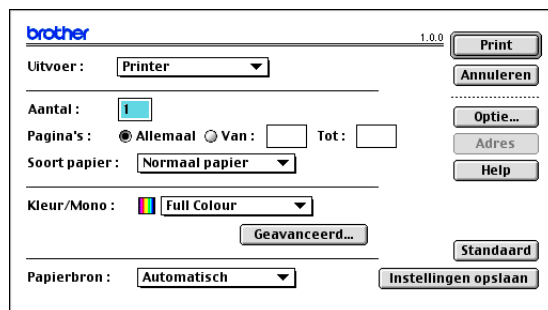 brother
1.0.0
Print
Uitvoer : Printer
Annuleren
Aantal : 1
Optie...
Pagina's : Allemaal Van : Tot :
Adres
Soort papier : Normaal papier
Help
Kleur/Mono : Full Colour
Geavanceerd...
Standaard
Papierbron : Automatisch
Instellingen opslaan